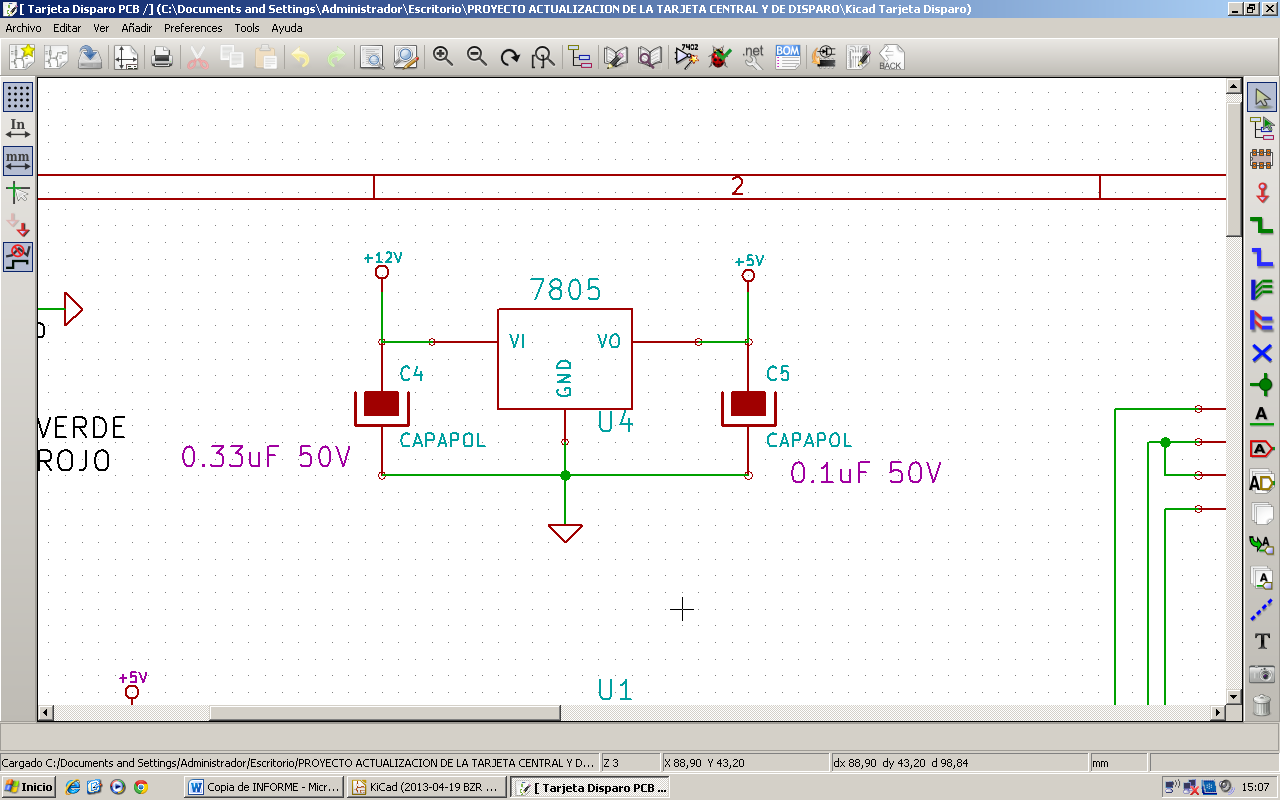 [ Tarjeta Disparo PCB /] (C:\Documents and Settings\Administrador\Escritorio\PROYECTO ACTUALIZACION DE LA TARJETA CENTRAL Y DE DISPARO\Kicad Tarjeta Disparo)
Archivo Editar Ver Añadir Preferences Tools Ayuda
7402 .net BOM BACK
In
mm
2
+12V
+5V
7805
VI VO
GND
C4 C5
U4
CAPAPOL CAPAPOL
VERDE
ROJO
0.33uF 50V
0.1uF 50V
+5V
U1
A
A
A
A
A
T
Cargado C:/Documents and Settings/Administrador/Escritorio/PROYECTO ACTUALIZACION DE LA TARJETA CENTRAL Y D... Z 3 X 88,90 Y 43,20 dx 88,90 dy 43,20 d 98,84 mm
Inicio Copia de INFORME - Micr... KiCad (2013-04-19 BZR ... [ Tarjeta Disparo PCB ... 15:07